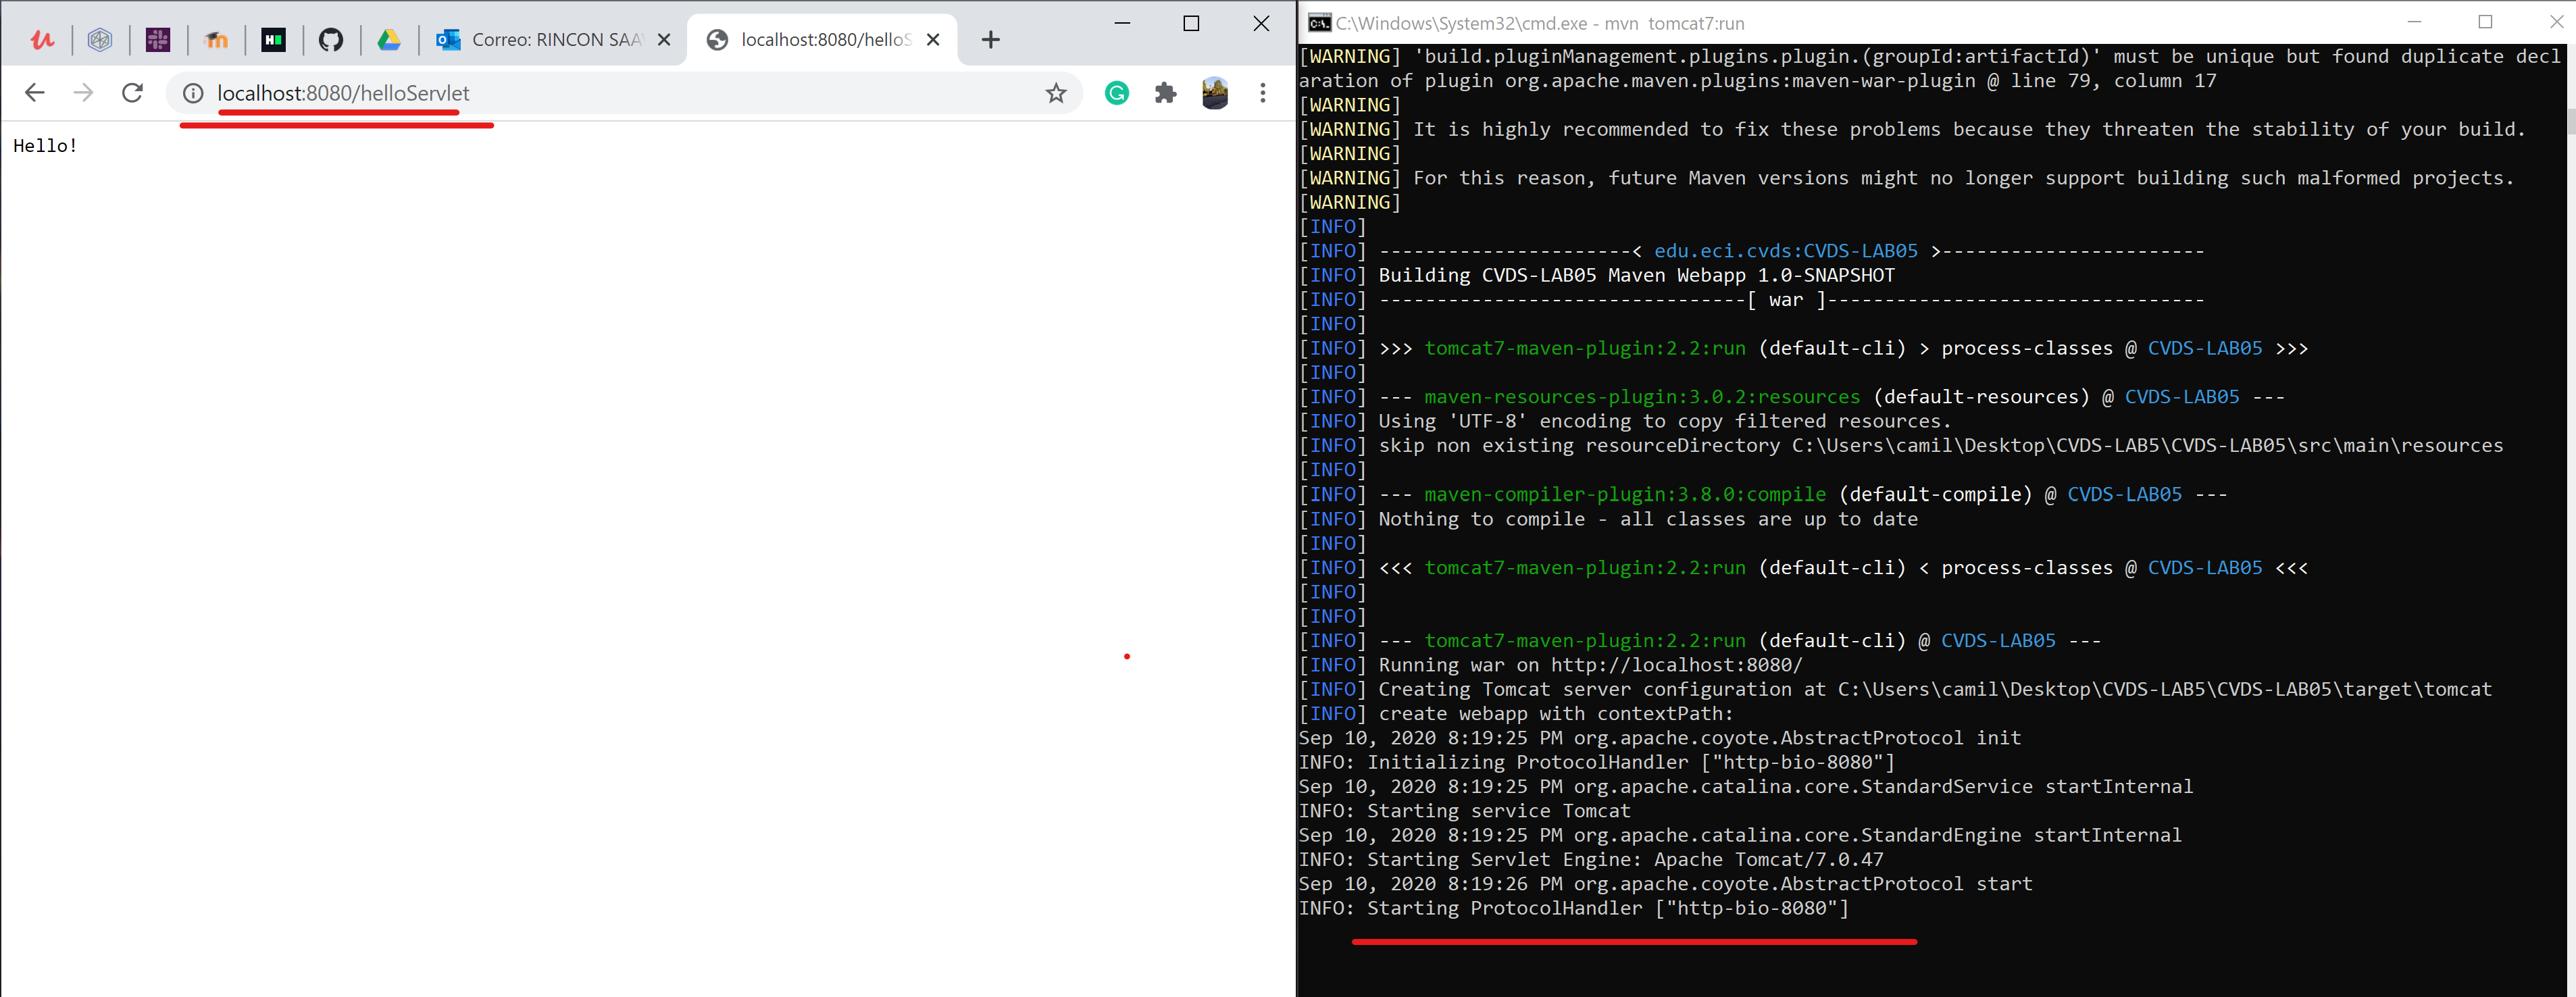 Correo: RINCON SAA
localhost:8080/helloS
localhost:8080/helloServlet
Hello!
C:\Windows\System32\cmd.exe - mvn  tomcat7:run
[WARNING] 'build.pluginManagement.plugins.plugin.(groupId:artifactId)' must be unique but found duplicate decl
aration of plugin org.apache.maven.plugins:maven-war-plugin @ line 79, column 17
[WARNING]
[WARNING] It is highly recommended to fix these problems because they threaten the stability of your build.
[WARNING]
[WARNING] For this reason, future Maven versions might no longer support building such malformed projects.
[WARNING]
[INFO]
[INFO] ----------------------< edu.eci.cvds:CVDS-LAB05 >-----------------------
[INFO] Building CVDS-LAB05 Maven Webapp 1.0-SNAPSHOT
[INFO] --------------------------------[ war ]---------------------------------
[INFO]
[INFO] >>> tomcat7-maven-plugin:2.2:run (default-cli) > process-classes @ CVDS-LAB05 >>>
[INFO]
[INFO] --- maven-resources-plugin:3.0.2:resources (default-resources) @ CVDS-LAB05 ---
[INFO] Using 'UTF-8' encoding to copy filtered resources.
[INFO] skip non existing resourceDirectory C:\Users\camil\Desktop\CVDS-LAB5\CVDS-LAB05\src\main\resources
[INFO]
[INFO] --- maven-compiler-plugin:3.8.0:compile (default-compile) @ CVDS-LAB05 ---
[INFO] Nothing to compile - all classes are up to date
[INFO]
[INFO] <<< tomcat7-maven-plugin:2.2:run (default-cli) < process-classes @ CVDS-LAB05 <<<
[INFO]
[INFO]
[INFO] --- tomcat7-maven-plugin:2.2:run (default-cli) @ CVDS-LAB05 ---
[INFO] Running war on http://localhost:8080/
[INFO] Creating Tomcat server configuration at C:\Users\camil\Desktop\CVDS-LAB5\CVDS-LAB05\target\tomcat
[INFO] create webapp with contextPath:
Sep 10, 2020 8:19:25 PM org.apache.coyote.AbstractProtocol init
INFO: Initializing ProtocolHandler ["http-bio-8080"]
Sep 10, 2020 8:19:25 PM org.apache.catalina.core.StandardService startInternal
INFO: Starting service Tomcat
Sep 10, 2020 8:19:25 PM org.apache.catalina.core.StandardEngine startInternal
INFO: Starting Servlet Engine: Apache Tomcat/7.0.47
Sep 10, 2020 8:19:26 PM org.apache.coyote.AbstractProtocol start
INFO: Starting ProtocolHandler ["http-bio-8080"]